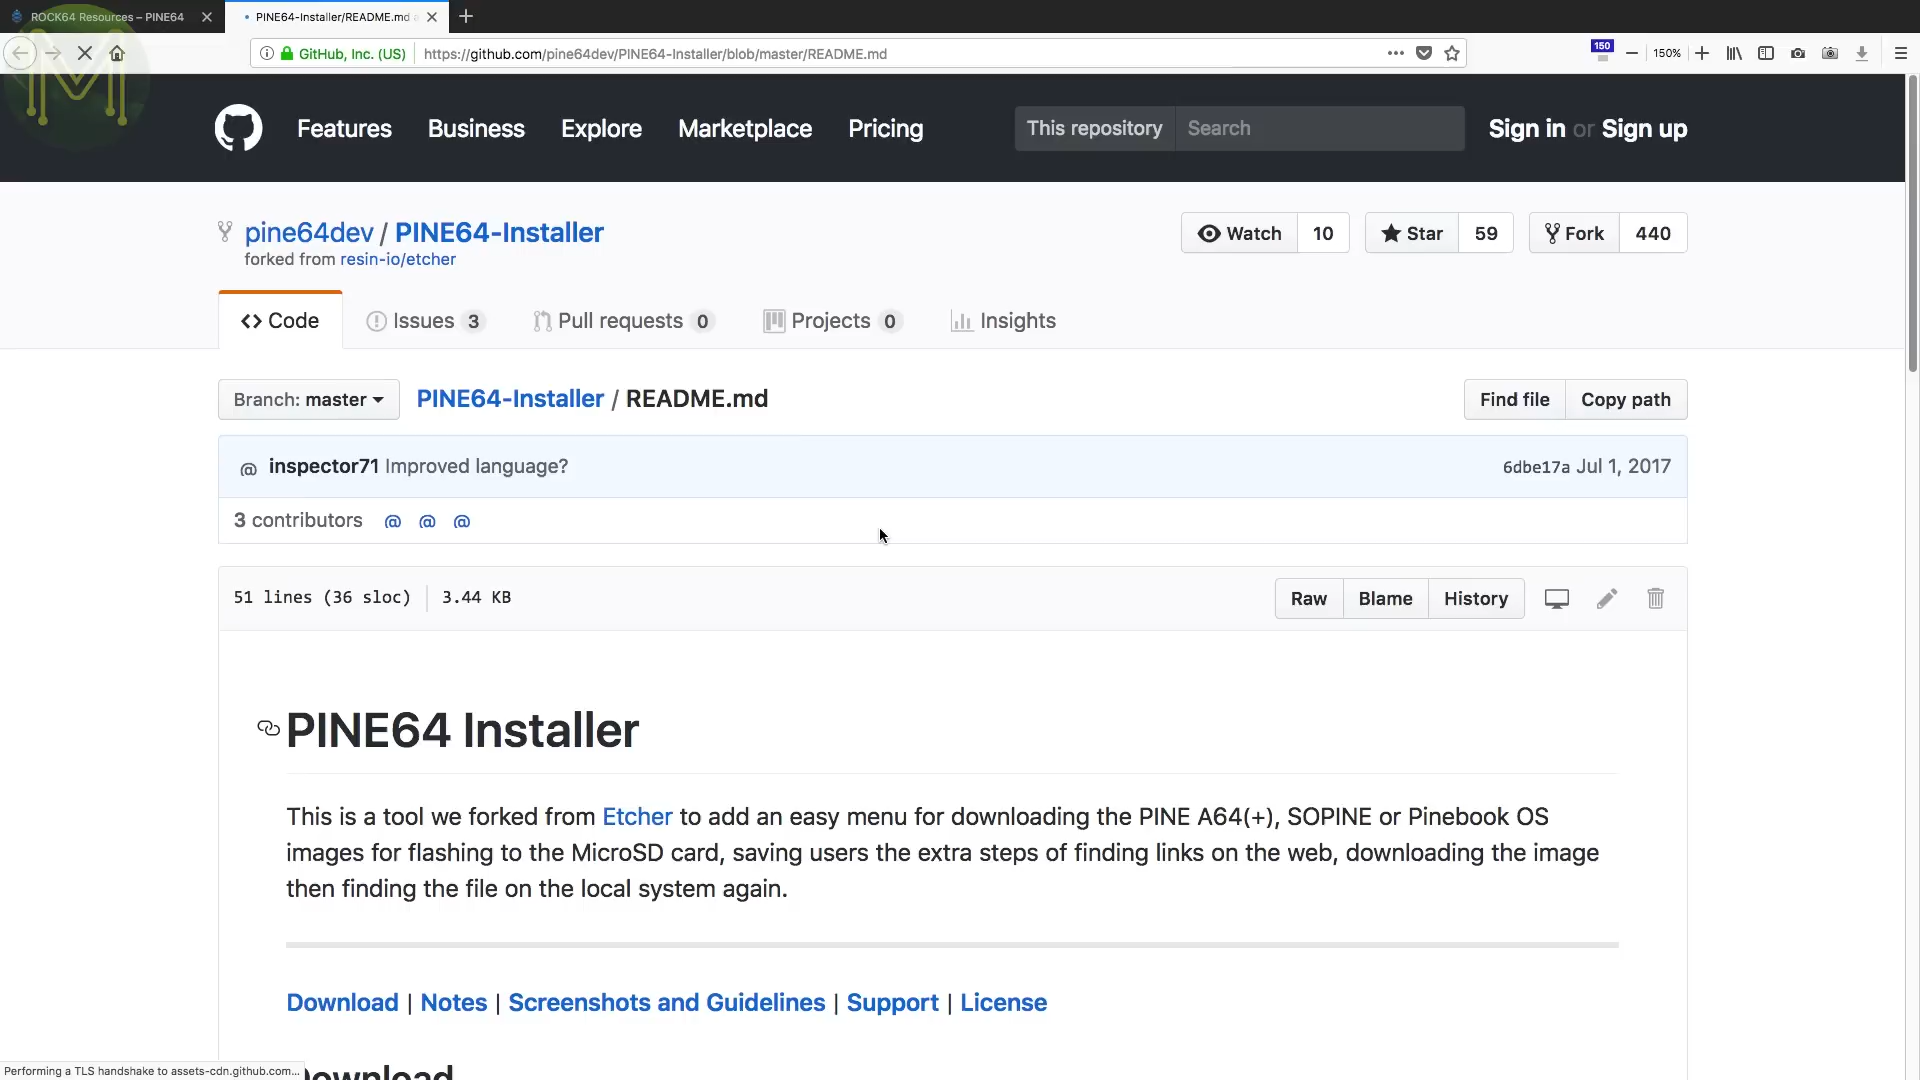 ROCK64 Resources – PINE64
PINE64-Installer/README.md
GitHub, Inc. (US)
https://github.com/pine64dev/PINE64-Installer/blob/master/README.md
150
150%
M
Features
Business
Explore
Marketplace
Pricing
This repository
Search
Sign in or Sign up
pine64dev / PINE64-Installer
forked from resin-io/etcher
Watch 10
Star 59
Fork 440
Code
Issues 3
Pull requests 0
Projects 0
Insights
Branch: master
PINE64-Installer / README.md
Find file
Copy path
@ inspector71 Improved language?
6dbe17a Jul 1, 2017
3 contributors @ @ @
51 lines (36 sloc) 3.44 KB
Raw
Blame
History
PINE64 Installer
This is a tool we forked from Etcher to add an easy menu for downloading the PINE A64(+), SOPINE or Pinebook OS
images for flashing to the MicroSD card, saving users the extra steps of finding links on the web, downloading the image
then finding the file on the local system again.
Download | Notes | Screenshots and Guidelines | Support | License
Download
Performing a TLS handshake to assets-cdn.github.com...